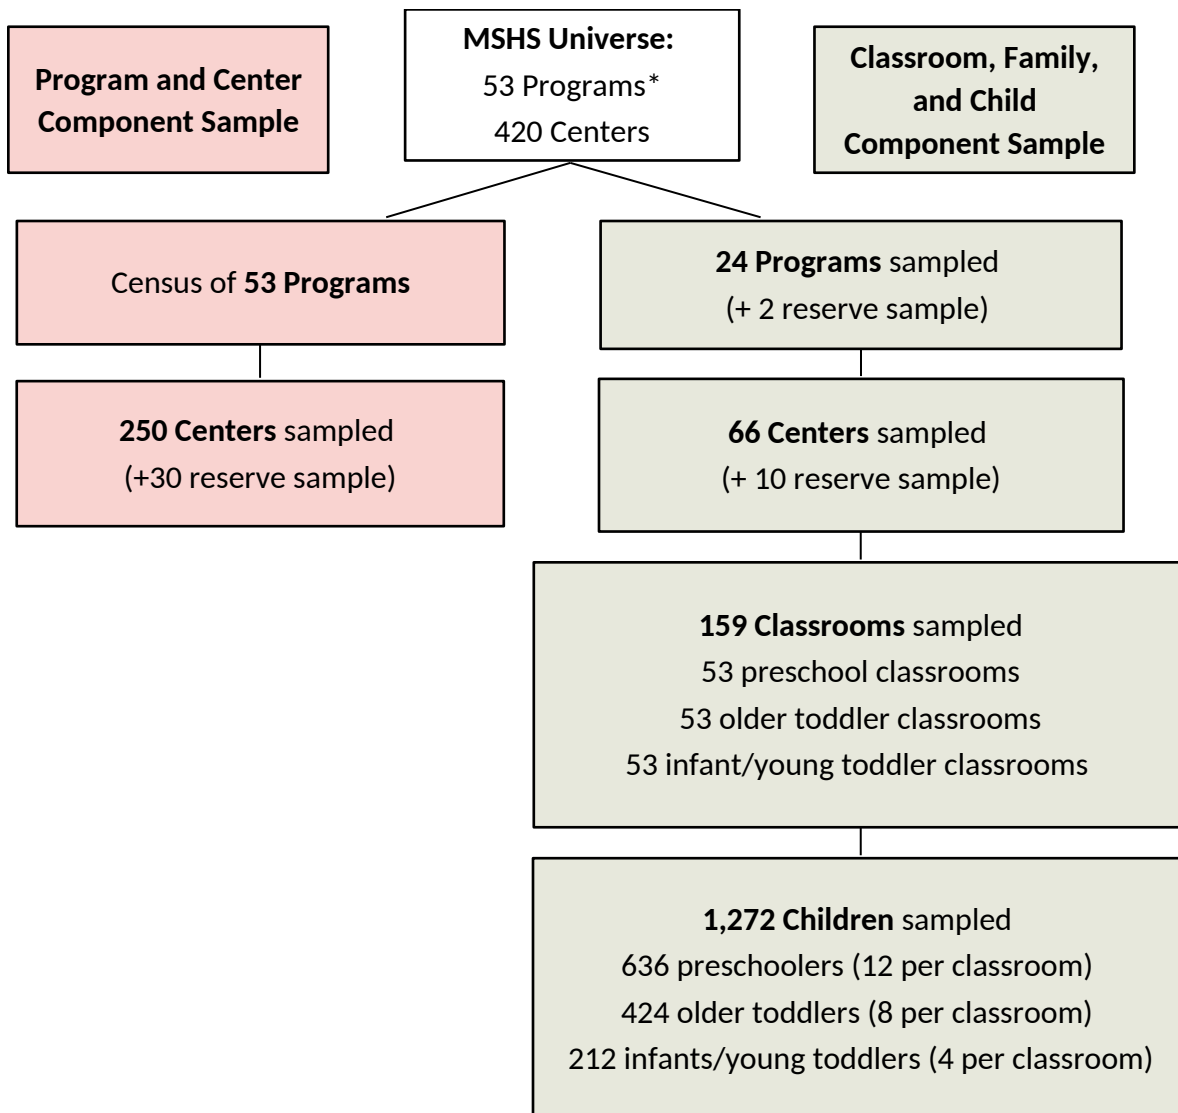 Program and Center
Component Sample
MSHS Universe:
53 Programs*
420 Centers
Classroom, Family,
and Child
Component Sample
Census of 53 Programs
24 Programs sampled
(+ 2 reserve sample)
250 Centers sampled
(+30 reserve sample)
66 Centers sampled
(+ 10 reserve sample)
159 Classrooms sampled
53 preschool classrooms
53 older toddler classrooms
53 infant/young toddler classrooms
1,272 Children sampled
636 preschoolers (12 per classroom)
424 older toddlers (8 per classroom)
212 infants/young toddlers (4 per classroom)